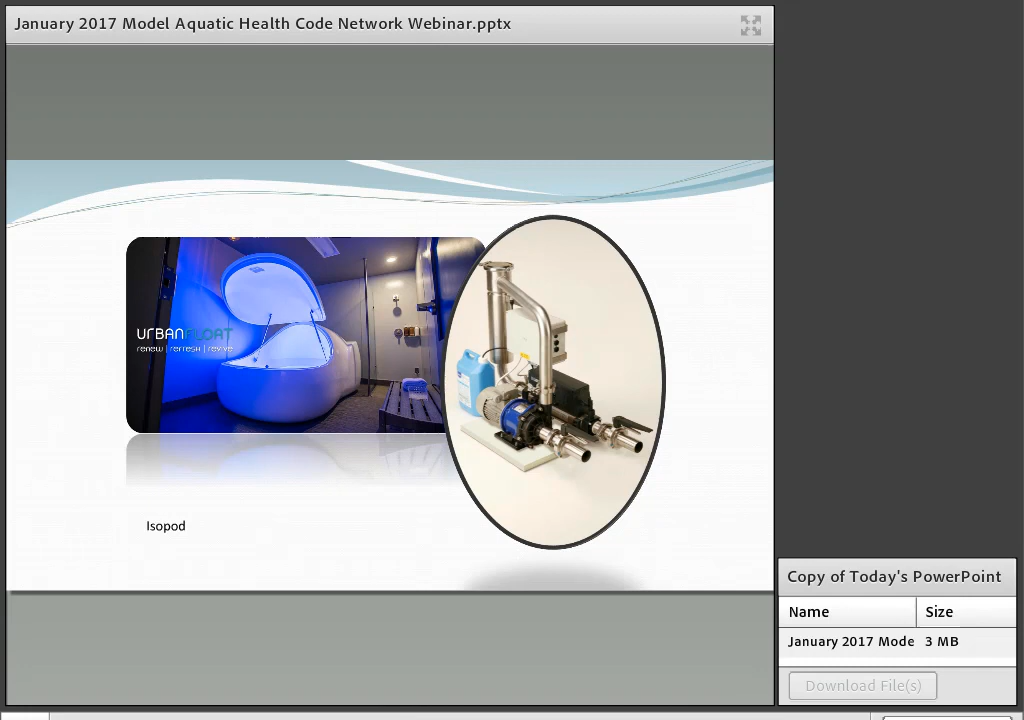 January 2017 Model Aquatic Health Code Network Webinar.pptx
URBANFLOAT
renew | refresh | revive
Isopod
Copy of Today's PowerPoint
Name Size
January 2017 Mode 3 MB
Download File(s)